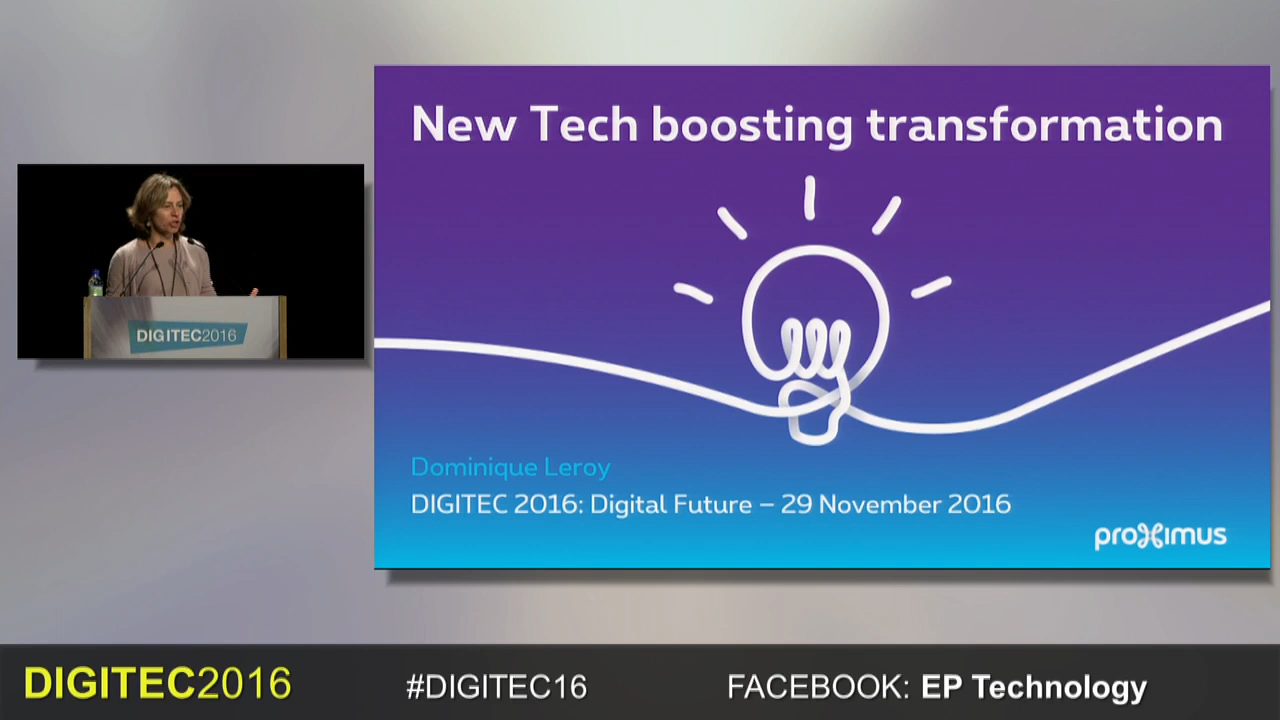 New Tech boosting transformation
DIGITEC2016
Dominique Leroy
DIGITEC 2016: Digital Future – 29 November 2016
proximus
DIGITEC2016
#DIGITEC16
FACEBOOK: EP Technology